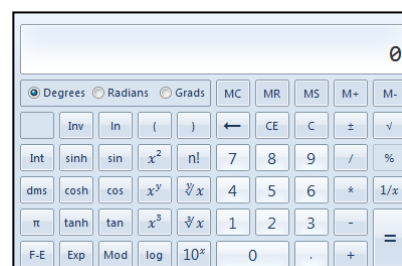 0
Degrees Radians Grads MC MR MS M+ M-
Inv ln ( ) ← CE C ± √
Int sinh sin x² n! 7 8 9 / %
dms cosh cos xʸ ʸ√x 4 5 6 * 1/x
π tanh tan x³ ³√x 1 2 3 - =
F-E Exp Mod log 10ˣ 0 . +